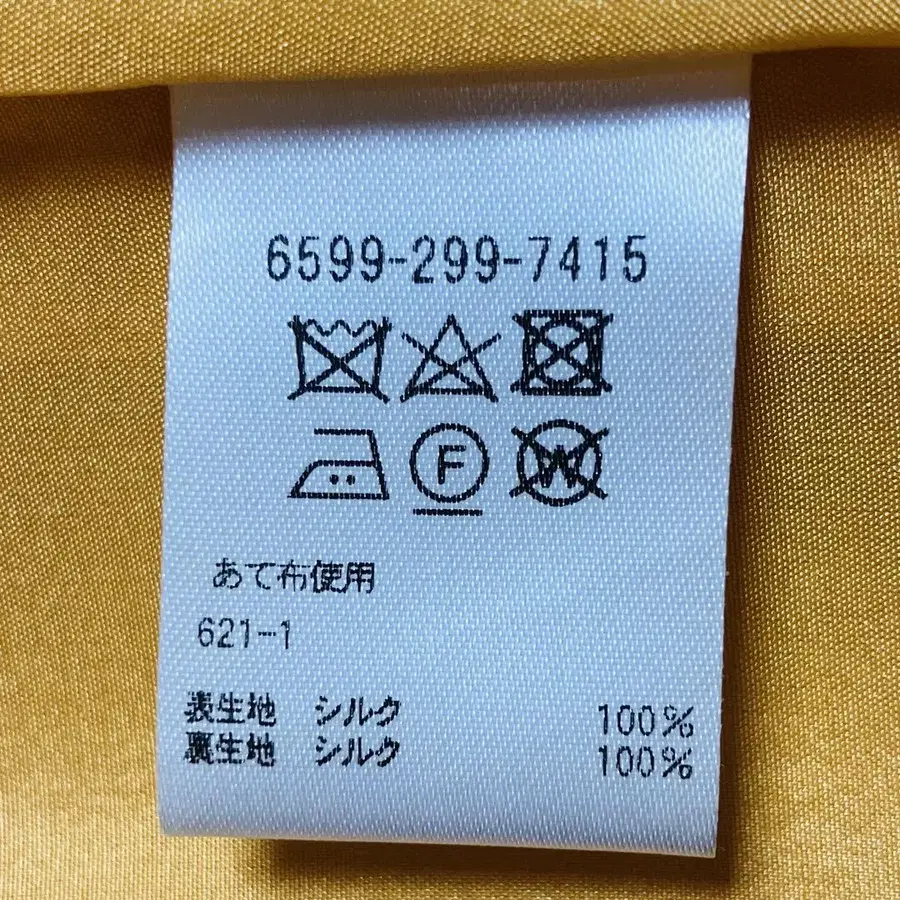 6599-299-7415
F W
あて布使用
621-1
表生地 シルク 100%
裏生地 シルク 100%